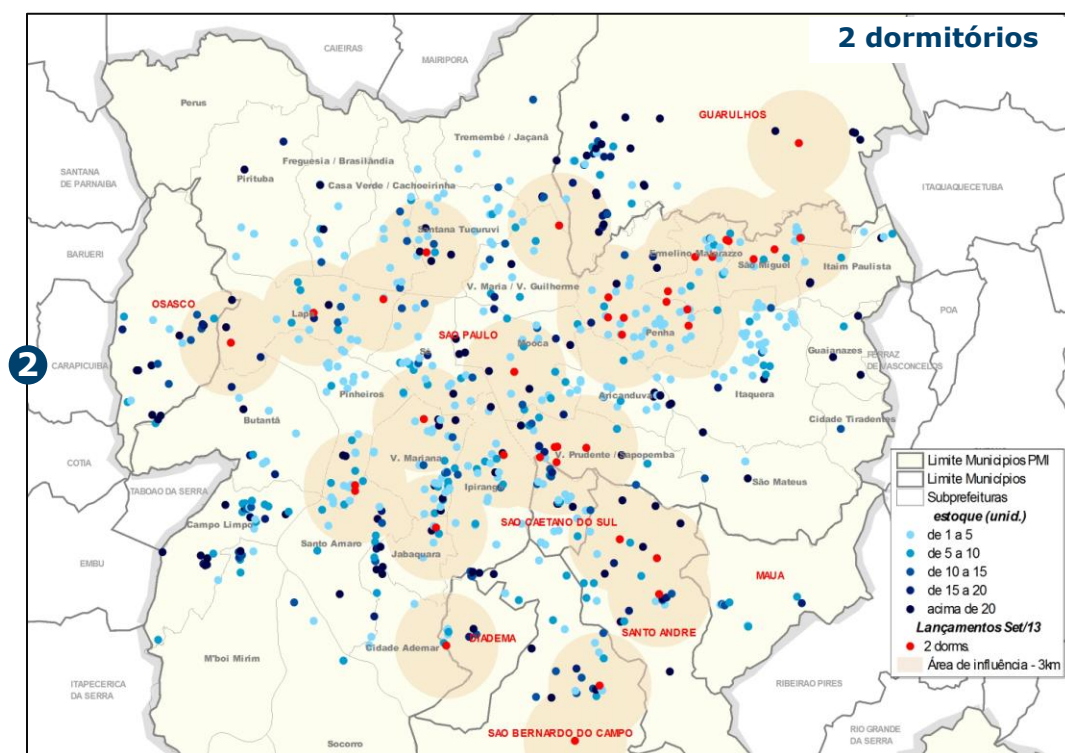 2 dormitórios
CAIEIRAS
MAIRIPORA
Perus
GUARULHOS
Tremembé / Jaçanã
Freguesia / Brasilândia
SANTANA
DE PARNAIBA
Pirituba
Casa Verde / Cachoeirinha
ITAQUAQUECETUBA
Santana Tucuruvi
BARUERI
Ermelino Matarazzo
São Miguel
Itaim Paulista
V. Maria / V. Guilherme
OSASCO
Lapa
POA
SAO PAULO
Penha
Mooca
Sé
2
CARAPICUIBA
Guaianazes
FERRAZ
DE VASCONCELOS
Pinheiros
Aricanduva
Itaquera
Butantã
Cidade Tiradentes
COTIA
V. Mariana
V. Prudente / Sapopemba
Ipiranga
São Mateus
TABOAO DA SERRA
Campo Limpo
SAO CAETANO DO SUL
Santo Amaro
Jabaquara
EMBU
MAUA
DIADEMA
SANTO ANDRE
Cidade Ademar
M'boi Mirim
ITAPECERICA
DA SERRA
RIBEIRAO PIRES
SAO BERNARDO DO CAMPO
RIO GRANDE
DA SERRA
Socorro
Limite Municípios PMI
Limite Municípios
Subprefeituras
estoque (unid.)
de 1 a 5
de 5 a 10
de 10 a 15
de 15 a 20
acima de 20
Lançamentos Set/13
2 dorms.
Área de influência - 3km